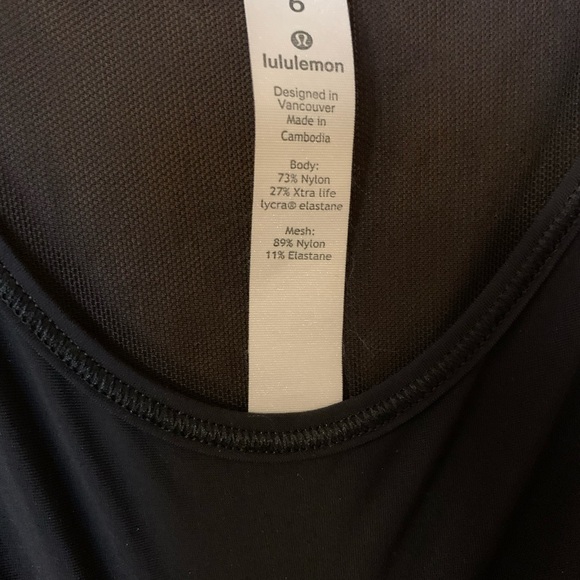 6
lululemon
Designed in
Vancouver
Made in
Cambodia
Body:
73% Nylon
27% Xtra life
lycra® elastane
Mesh:
89% Nylon
11% Elastane